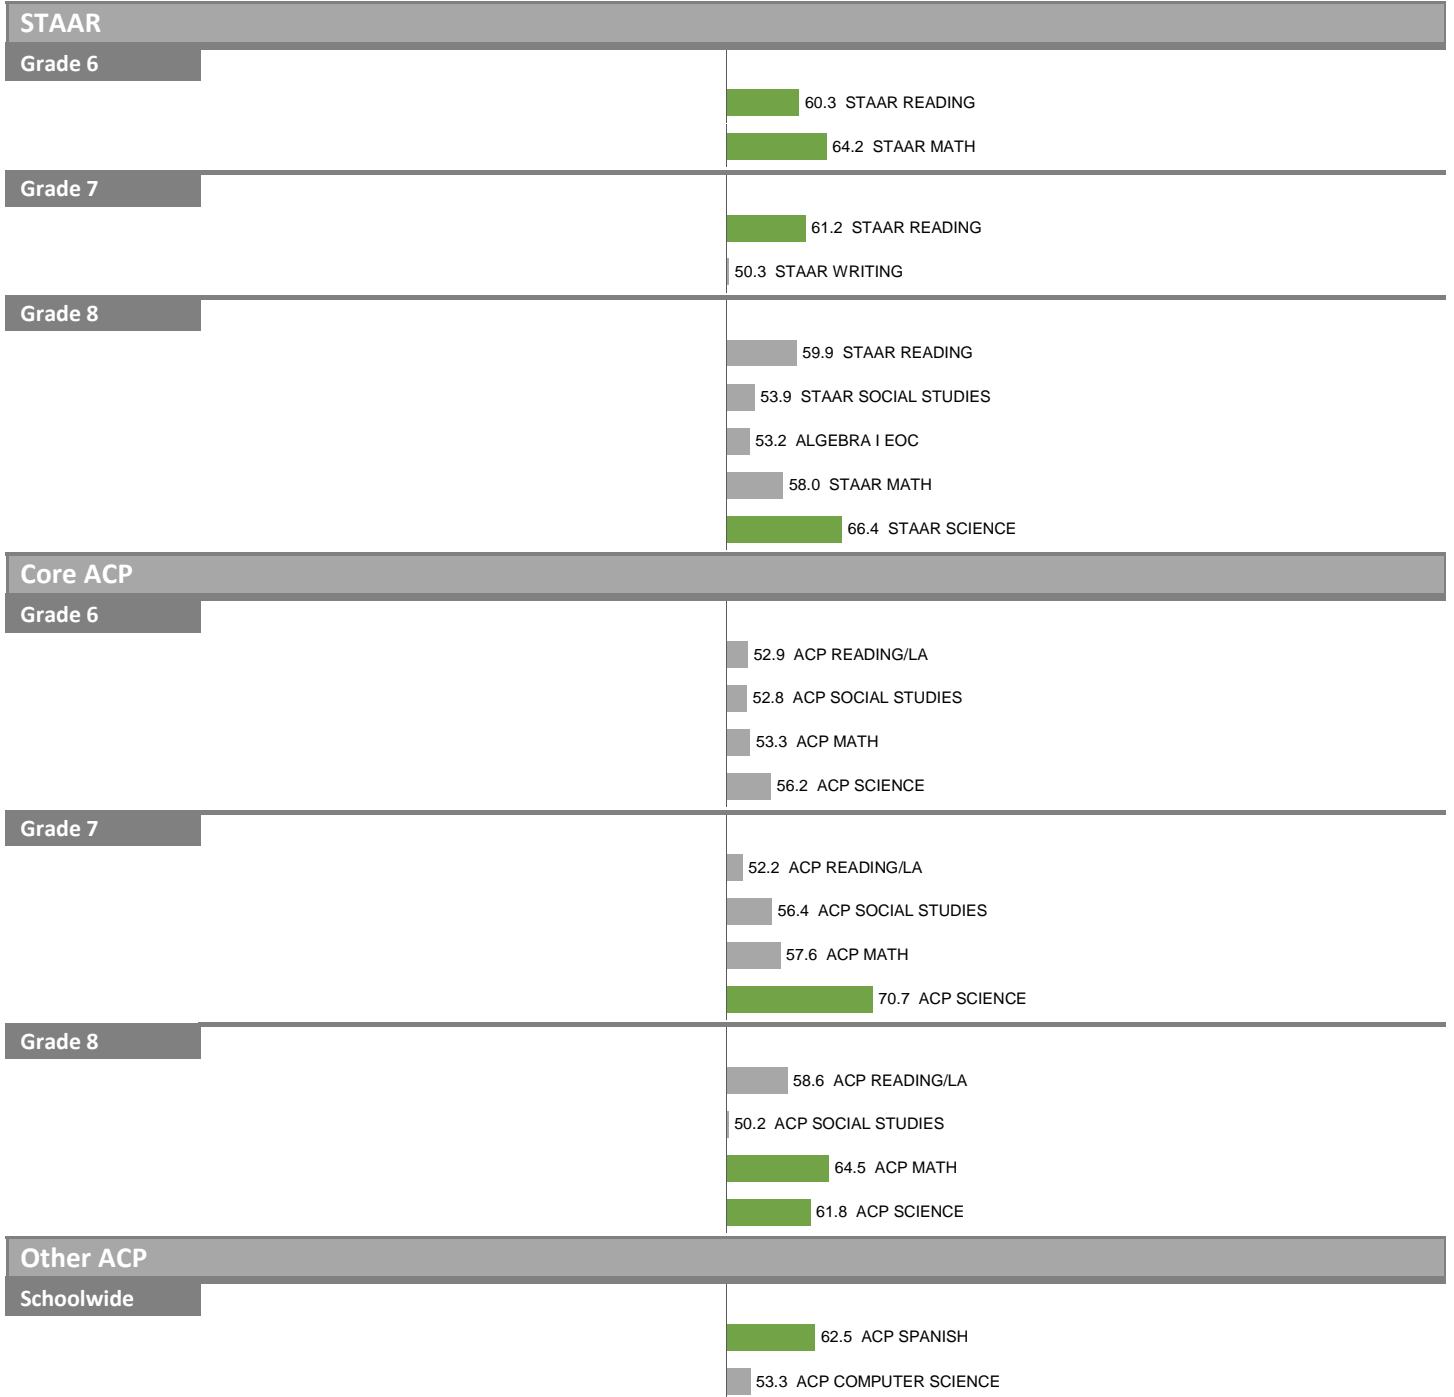 STAAR
Grade 6
60.3 STAAR READING
64.2 STAAR MATH
Grade 7
61.2 STAAR READING
50.3 STAAR WRITING
Grade 8
59.9 STAAR READING
53.9 STAAR SOCIAL STUDIES
53.2 ALGEBRA I EOC
58.0 STAAR MATH
66.4 STAAR SCIENCE
Core ACP
Grade 6
52.9 ACP READING/LA
52.8 ACP SOCIAL STUDIES
53.3 ACP MATH
56.2 ACP SCIENCE
Grade 7
52.2 ACP READING/LA
56.4 ACP SOCIAL STUDIES
57.6 ACP MATH
70.7 ACP SCIENCE
Grade 8
58.6 ACP READING/LA
50.2 ACP SOCIAL STUDIES
64.5 ACP MATH
61.8 ACP SCIENCE
Other ACP
Schoolwide
62.5 ACP SPANISH
53.3 ACP COMPUTER SCIENCE